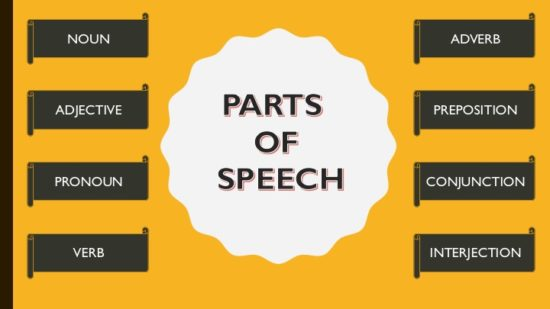 NOUN
ADJECTIVE
PRONOUN
VERB
PARTS
OF
SPEECH
ADVERB
PREPOSITION
CONJUNCTION
INTERJECTION